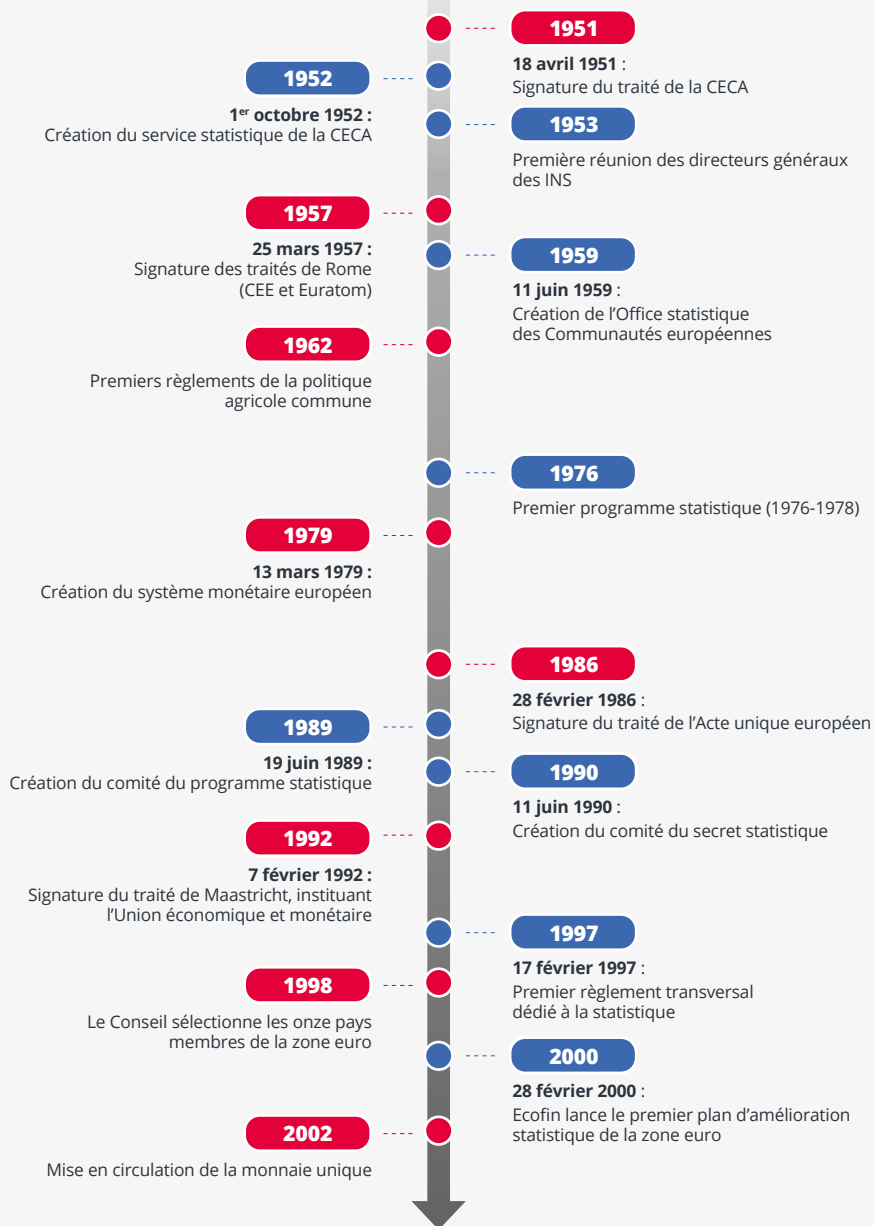 1951
18 avril 1951 :
Signature du traité de la CECA
1952
1er octobre 1952 :
Création du service statistique de la CECA
1953
Première réunion des directeurs généraux
des INS
1957
25 mars 1957 :
Signature des traités de Rome
(CEE et Euratom)
1959
11 juin 1959 :
Création de l’Office statistique
des Communautés européennes
1962
Premiers règlements de la politique
agricole commune
1976
Premier programme statistique (1976-1978)
1979
13 mars 1979 :
Création du système monétaire européen
1986
28 février 1986 :
Signature du traité de l’Acte unique européen
1989
19 juin 1989 :
Création du comité du programme statistique
1990
11 juin 1990 :
Création du comité du secret statistique
1992
7 février 1992 :
Signature du traité de Maastricht, instituant
l’Union économique et monétaire
1997
17 février 1997 :
Premier règlement transversal
dédié à la statistique
1998
Le Conseil sélectionne les onze pays
membres de la zone euro
2000
28 février 2000 :
Ecofin lance le premier plan d’amélioration
statistique de la zone euro
2002
Mise en circulation de la monnaie unique